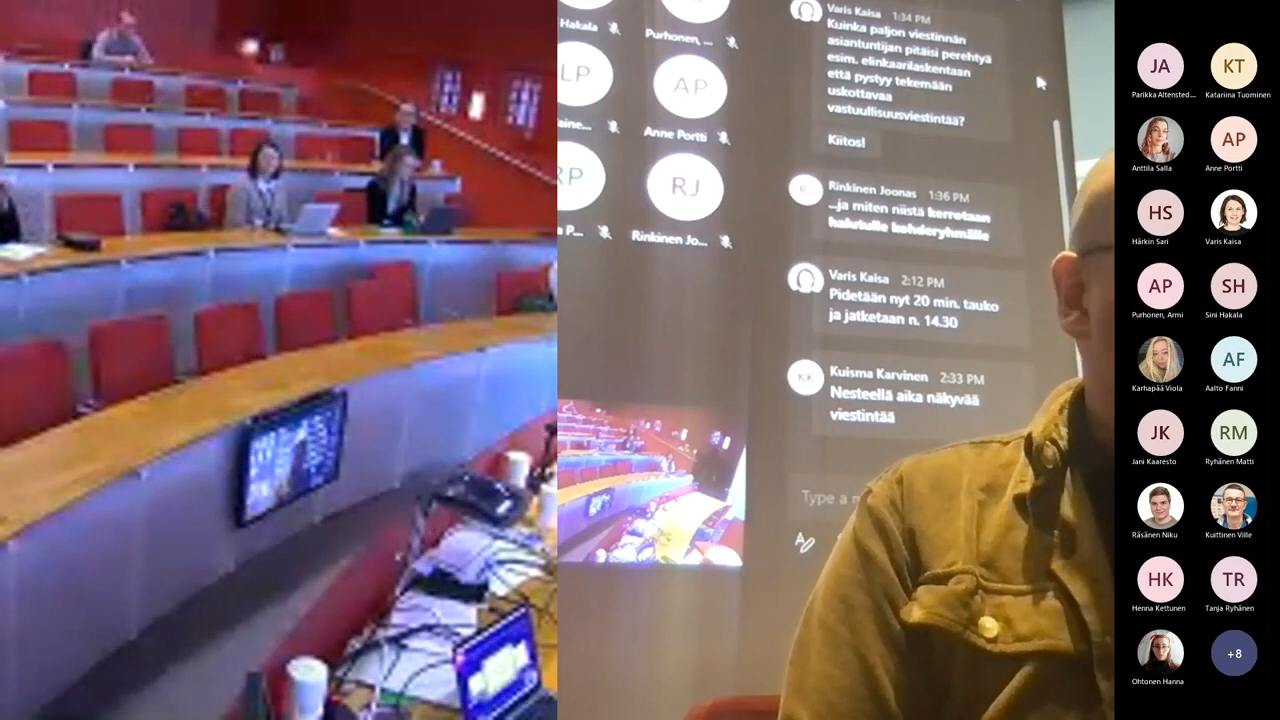 Hakala
Purhonen, ...
LP
AP
Anne Portti
RP
RJ
Rinkinen Jo...
Varis Kaisa 1:34 PM
Kuinka paljon viestinnän
asiantuntijan pitäisi perehtyä
esim. elinkaarilaskentaan
että pystyy tekemään
uskottavaa
vastuullisuusviestintää?
Kiitos!
Rinkinen Joonas 1:36 PM
...ja miten niistä kerrotaan
halutulle kohderyhmälle
Varis Kaisa 2:12 PM
Pidetään nyt 20 min. tauko
ja jatketaan n. 14.30
KK
Kuisma Karvinen 2:33 PM
Nesteellä aika näkyvää
viestintää
Type a
JA
Parikka Altensted...
KT
Katariina Tuominen
Anttila Salla
AP
Anne Portti
HS
Härkin Sari
Varis Kaisa
AP
Purhonen, Armi
SH
Sini Hakala
Karhapää Viola
AF
Aalto Fanni
JK
Jani Kaaresto
RM
Ryhänen Matti
Räsänen Niku
Kuittinen Ville
HK
Henna Kettunen
TR
Tanja Ryhänen
Ohtonen Hanna
+8